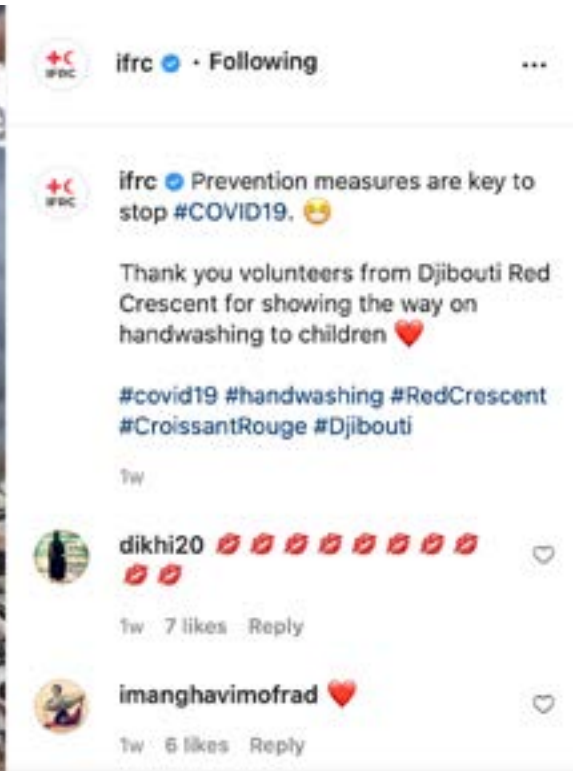 IFRC
ifrc · Following
...
IFRC
ifrc Prevention measures are key to
stop #COVID19. 😷
Thank you volunteers from Djibouti Red
Crescent for showing the way on
handwashing to children ❤️
#covid19 #handwashing #RedCrescent
#CroissantRouge #Djibouti
1w
dikhi20 💋 💋 💋 💋 💋 💋 💋 💋
💋 💋
1w 7 likes Reply
imanghavimofrad ❤️
1w 6 likes Reply